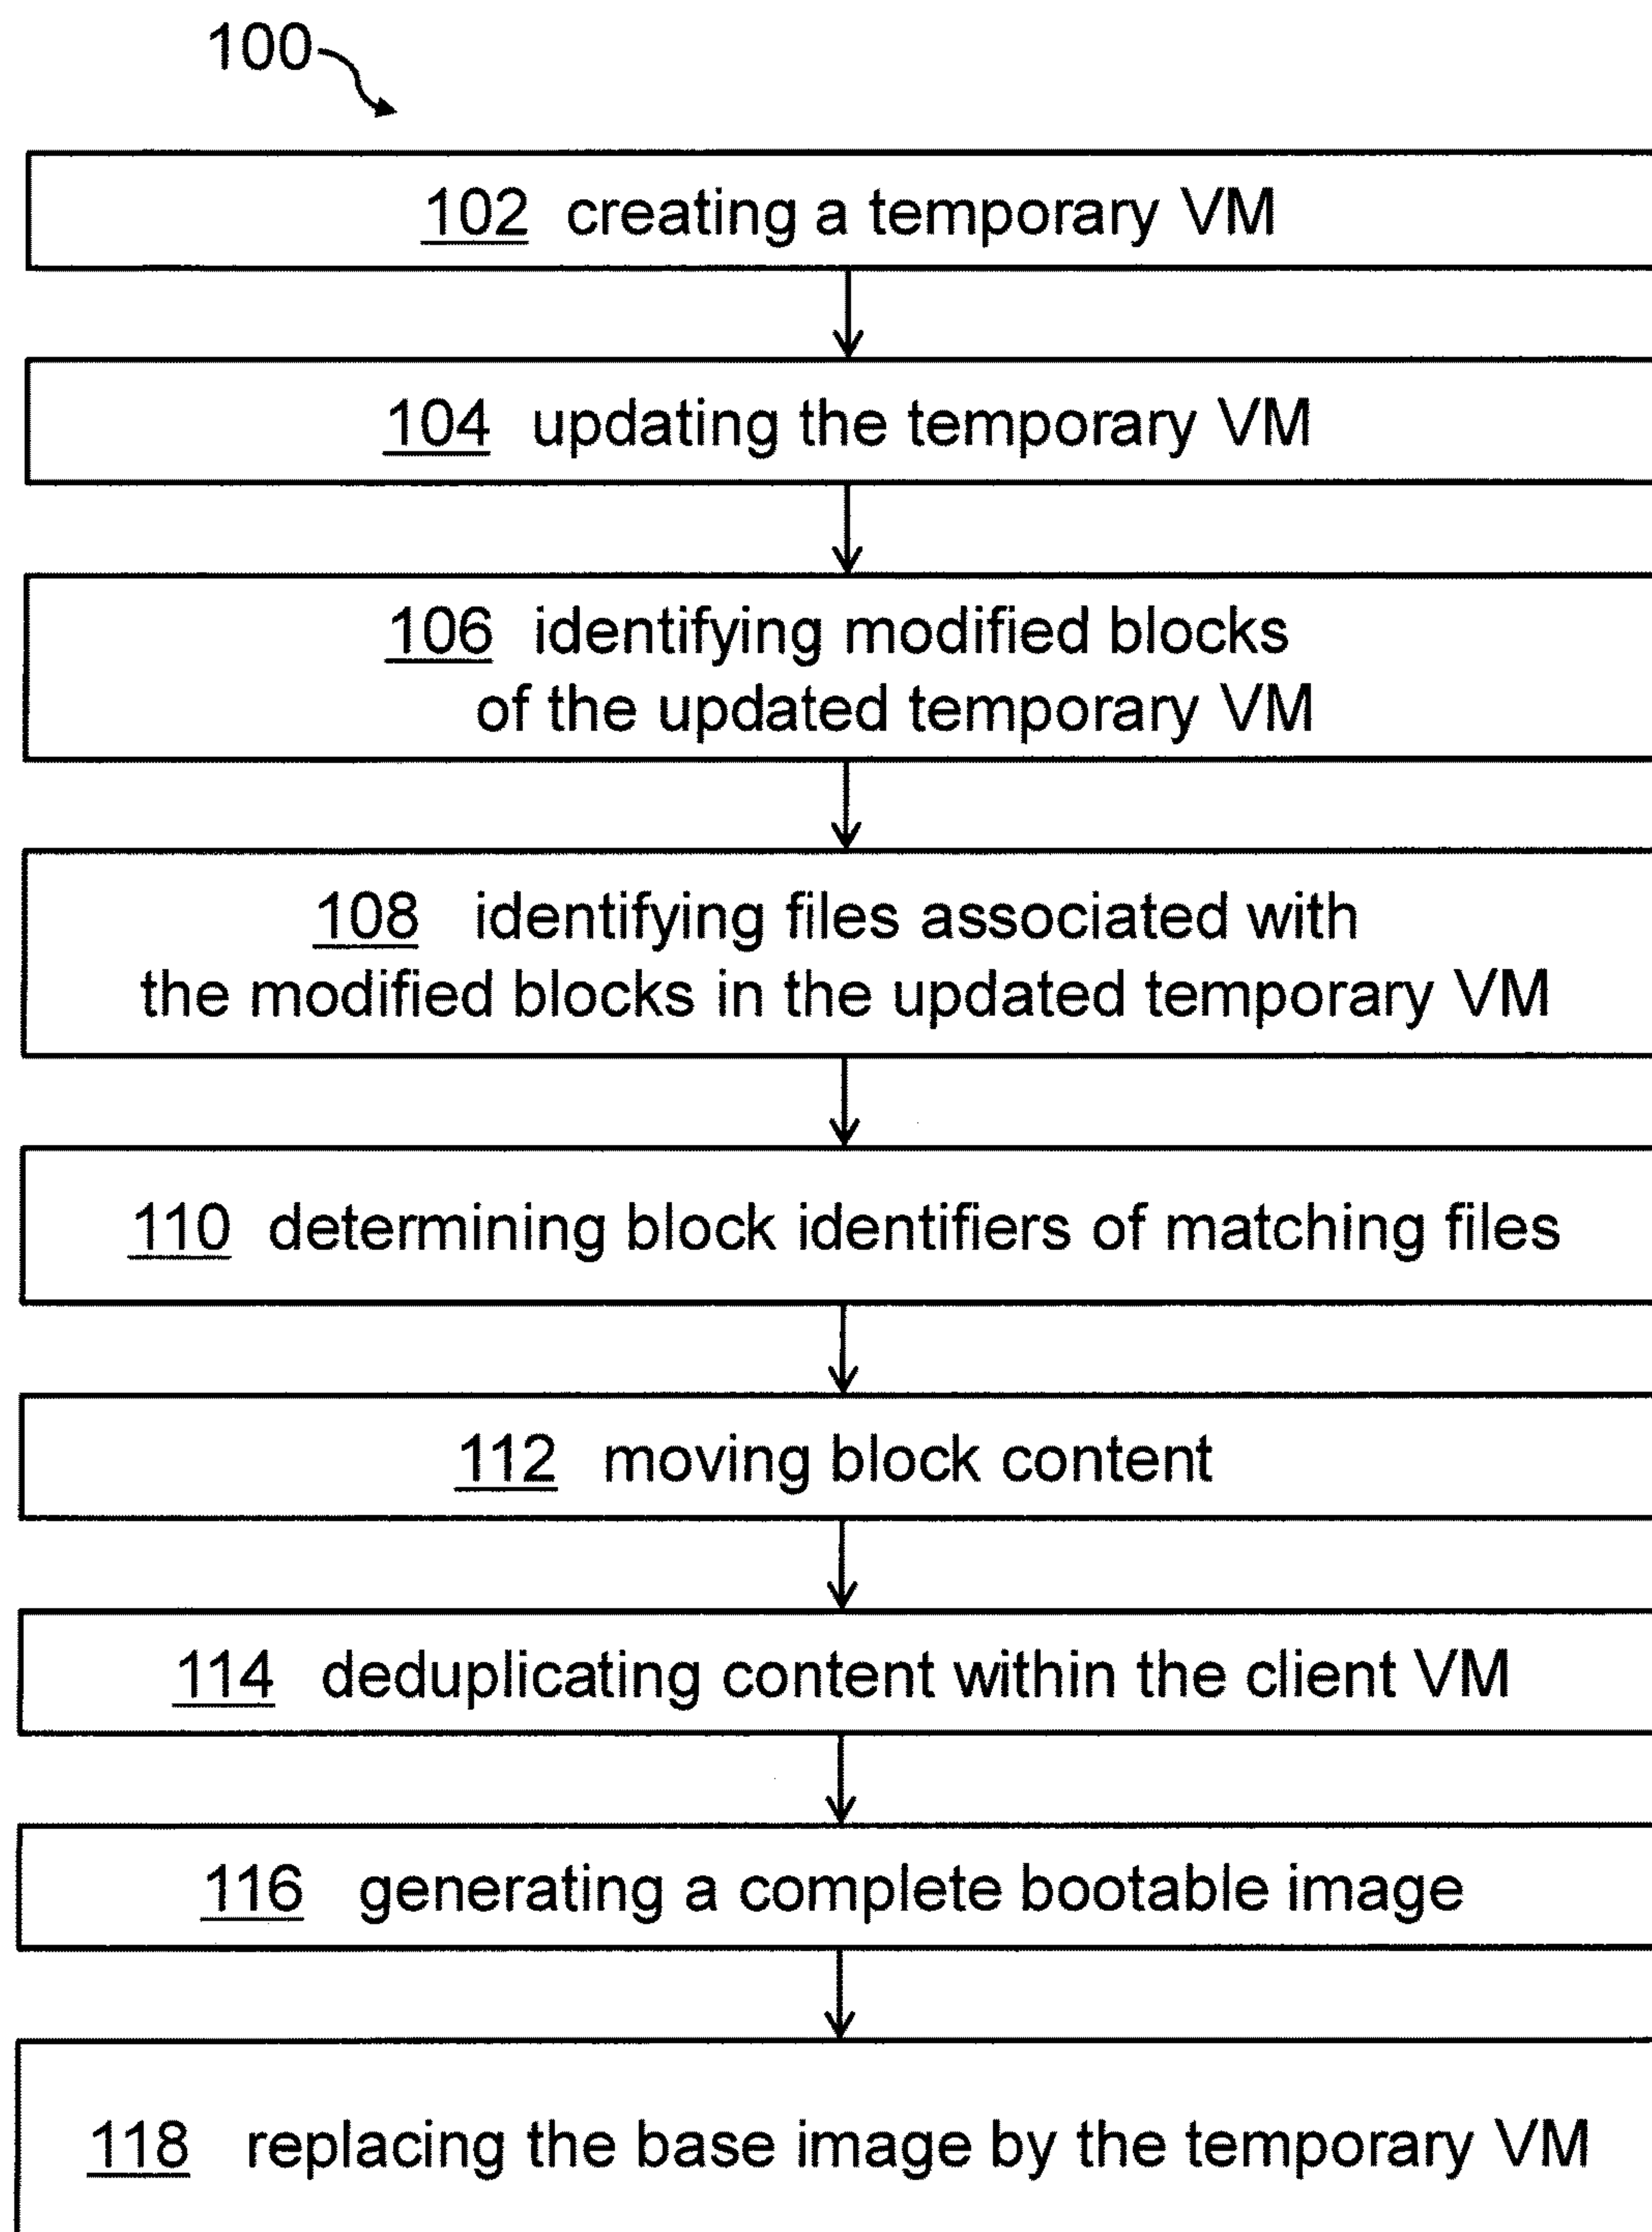 100
102 creating a temporary VM
104 updating the temporary VM
106 identifying modified blocks
of the updated temporary VM
108 identifying files associated with
the modified blocks in the updated temporary VM
110 determining block identifiers of matching files
112 moving block content
114 deduplicating content within the client VM
116 generating a complete bootable image
118 replacing the base image by the temporary VM